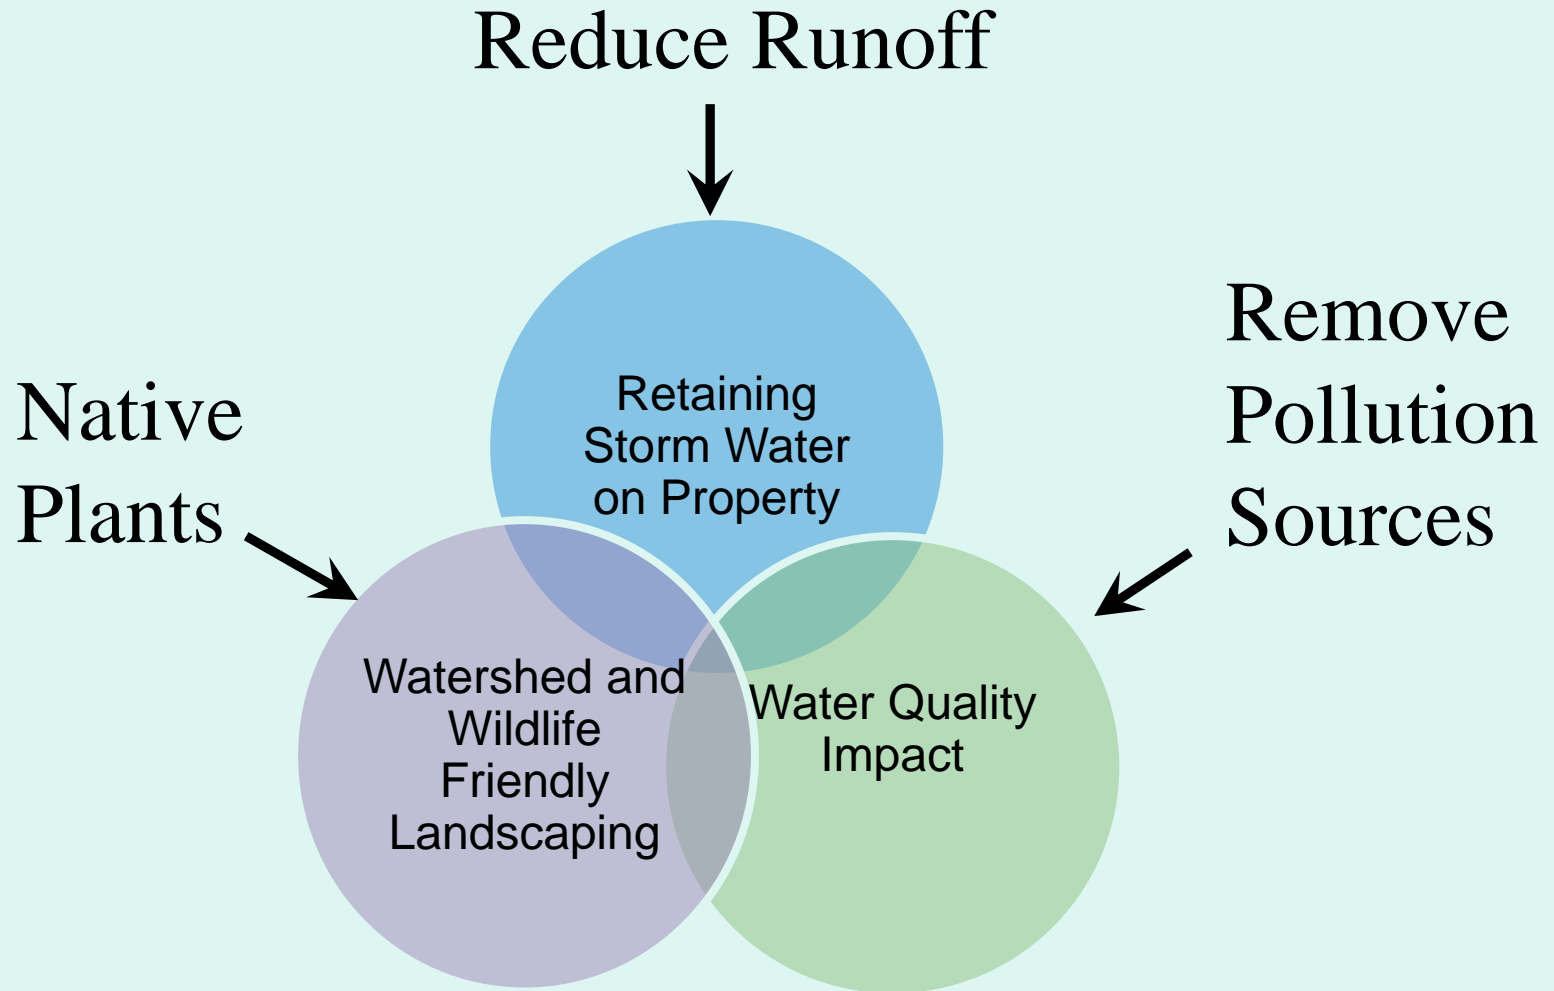 Reduce Runoff
Native
Plants
Remove
Pollution
Sources
Retaining
Storm Water
on Property
Watershed and
Wildlife
Friendly
Landscaping
Water Quality
Impact